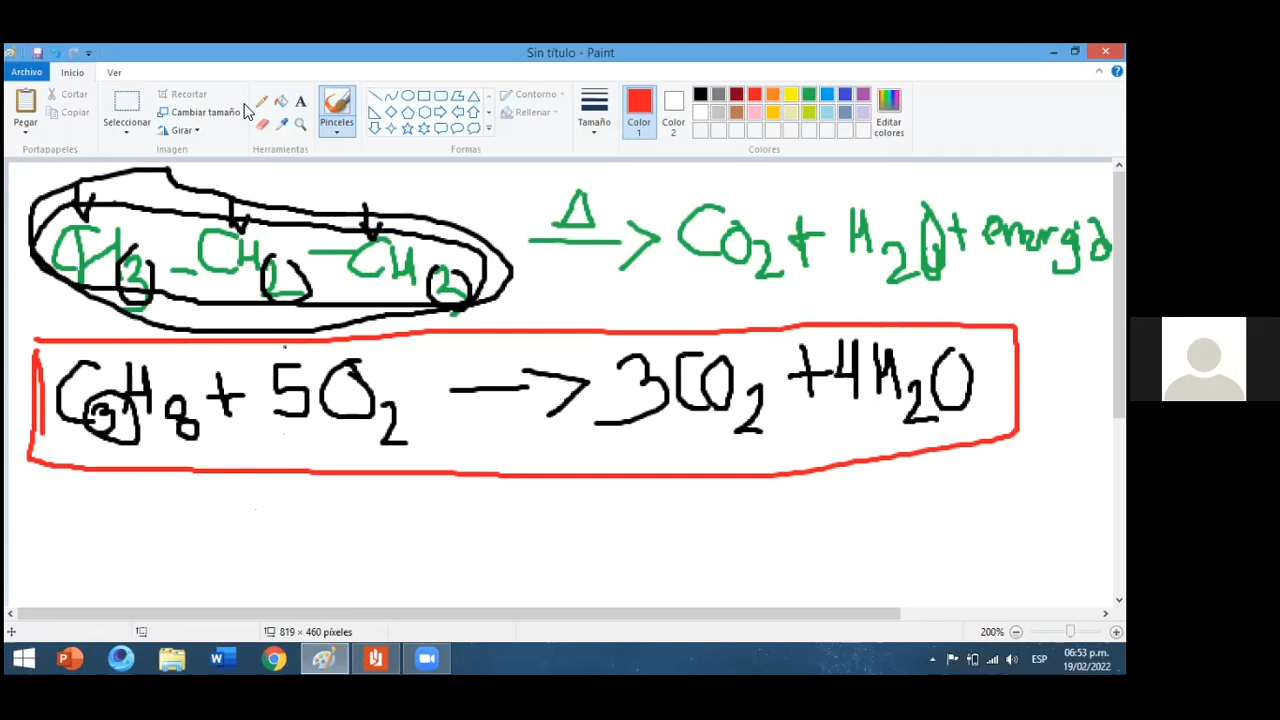 Sin título - Paint
Archivo Inicio Ver
Pegar Cortar Copiar
Seleccionar Recortar Cambiar tamaño Girar
Pinceles
Contorno
Rellenar
Tamaño Color 1 Color 2 Editar colores
Portapapeles Imagen Herramientas Formas Colores
CH3 - CH2 — CH3 Δ —> CO2 + H2O + energía
C3H8 + 5O2 —> 3CO2 + 4H2O
819 × 460 píxeles 200%
ESP 06:53 p.m.
19/02/2022